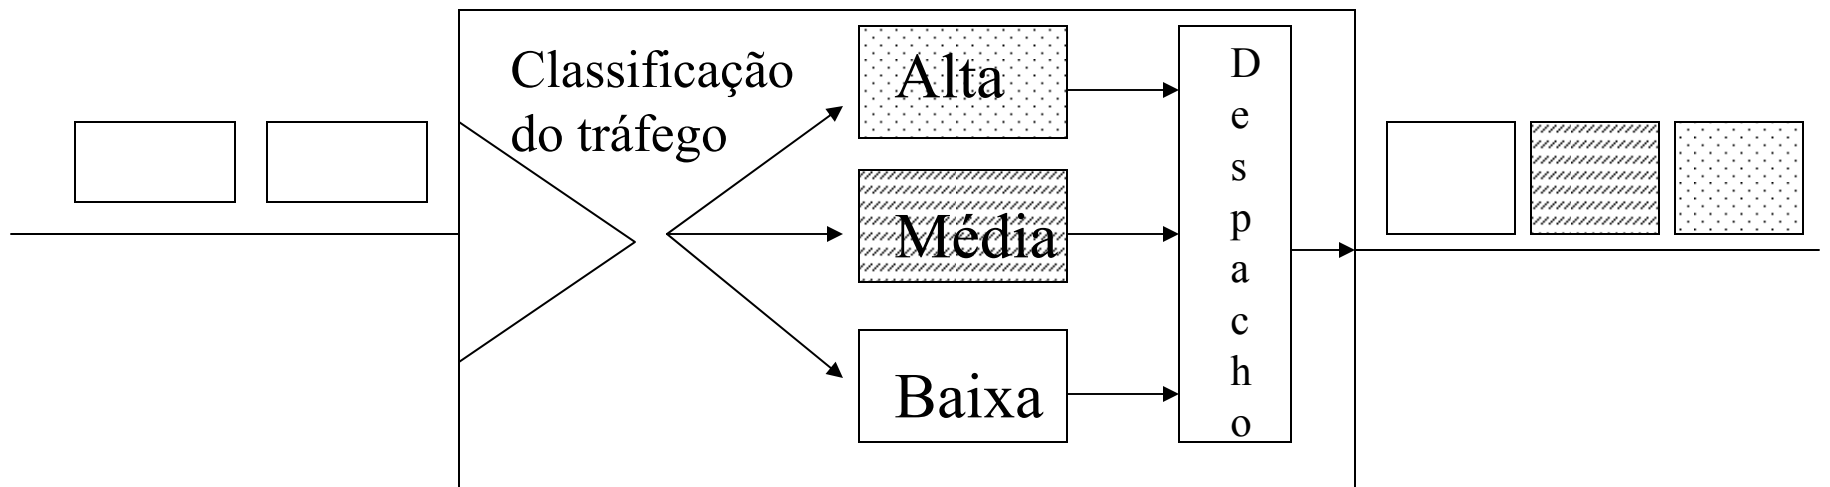 Classificação
do tráfego
Alta
Média
Baixa
D
e
s
p
a
c
h
o